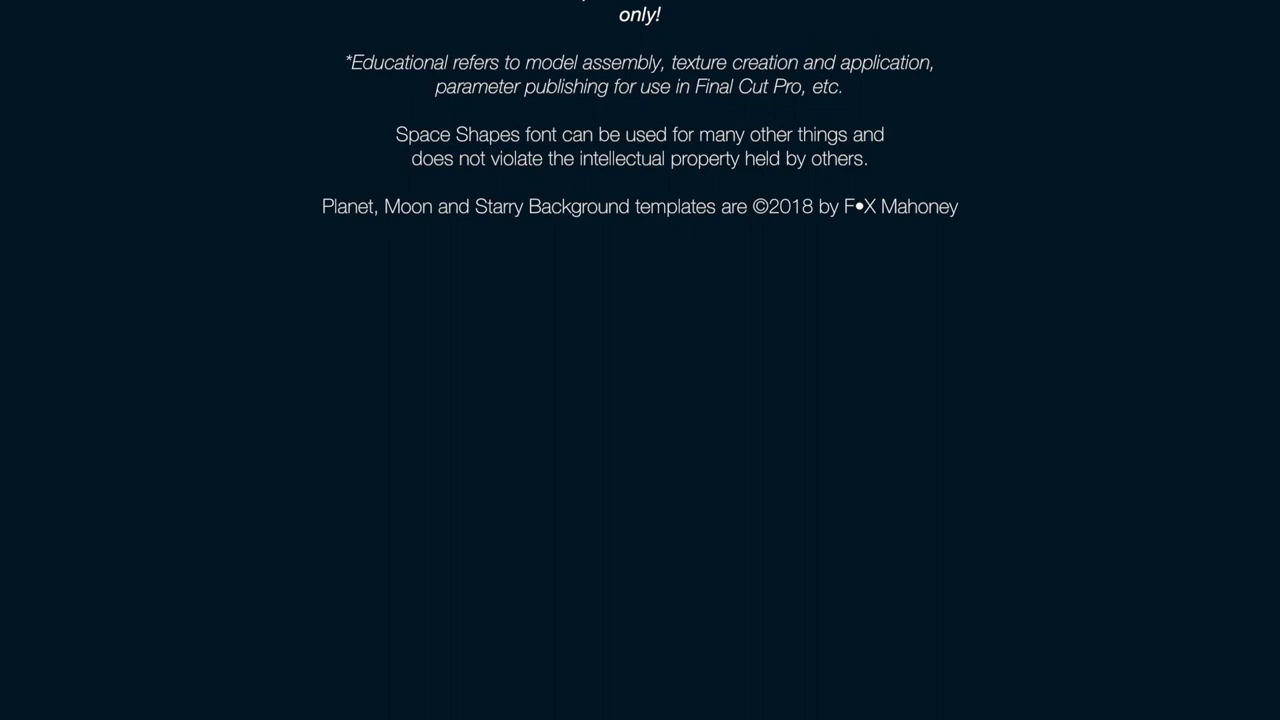 only!
*Educational refers to model assembly, texture creation and application,
parameter publishing for use in Final Cut Pro, etc.
Space Shapes font can be used for many other things and
does not violate the intellectual property held by others.
Planet, Moon and Starry Background templates are ©2018 by F•X Mahoney